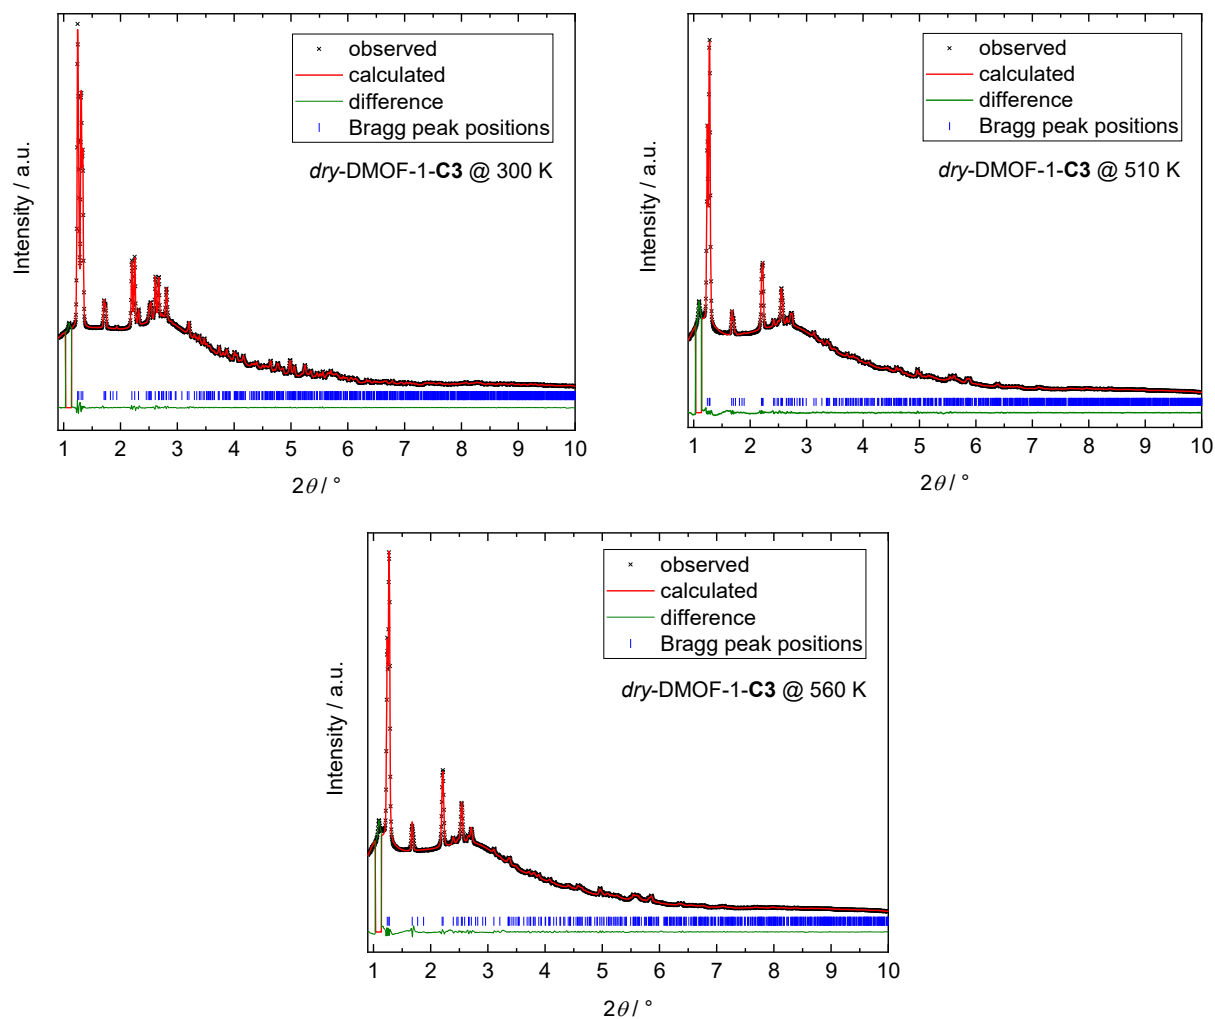 Intensity / a.u.
observed
calculated
difference
Bragg peak positions
dry-DMOF-1-C3 @ 300 K
1 2 3 4 5 6 7 8 9 10
2θ / °
Intensity / a.u.
observed
calculated
difference
Bragg peak positions
dry-DMOF-1-C3 @ 510 K
1 2 3 4 5 6 7 8 9 10
2θ / °
Intensity / a.u.
observed
calculated
difference
Bragg peak positions
dry-DMOF-1-C3 @ 560 K
1 2 3 4 5 6 7 8 9 10
2θ / °